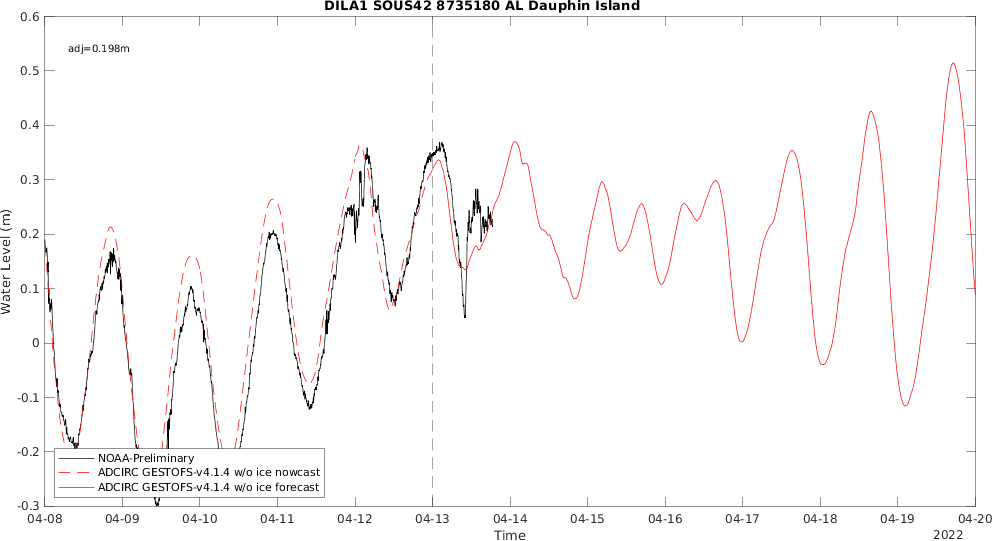 DILA1 SOUS42 8735180 AL Dauphin Island
0.6
adj=0.198m
0.5
0.4
0.3
0.2
0.1
0
-0.1
-0.2
-0.3
Water Level (m)
NOAA-Preliminary
ADCIRC GESTOFS-v4.1.4 w/o ice nowcast
ADCIRC GESTOFS-v4.1.4 w/o ice forecast
04-08 04-09 04-10 04-11 04-12 04-13 04-14 04-15 04-16 04-17 04-18 04-19 04-20
Time
2022